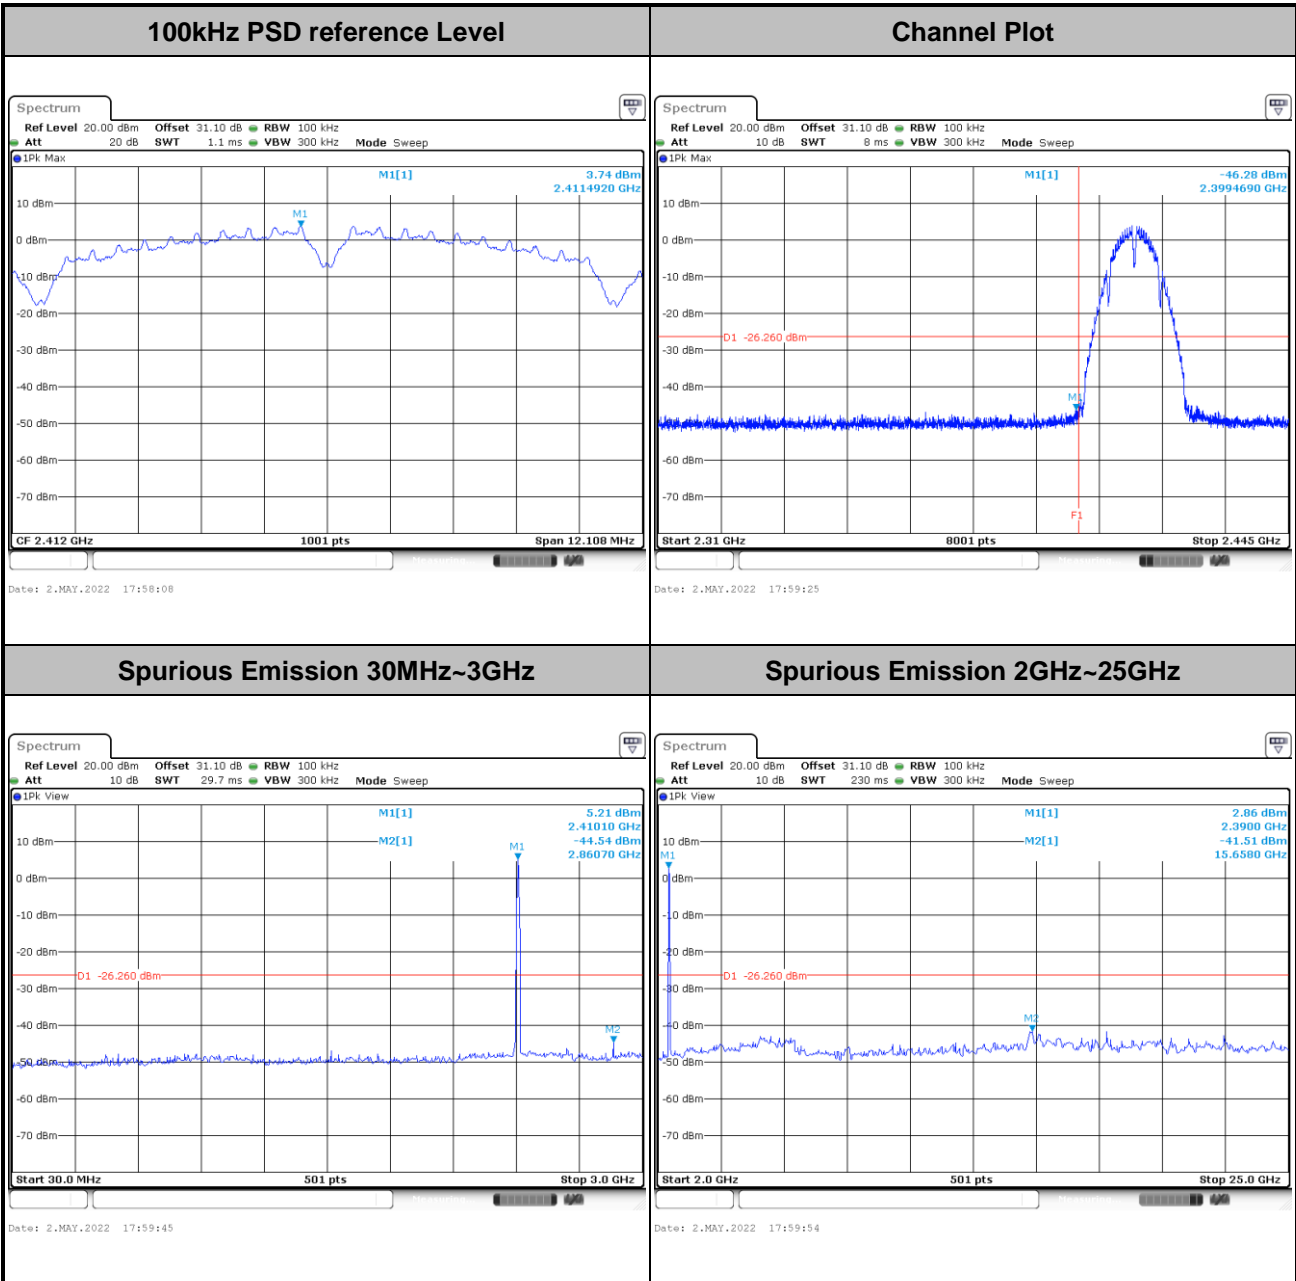 100kHz PSD reference Level
Channel Plot
Spectrum
Ref Level 20.00 dBm Offset 31.10 dB RBW 100 kHz
Att 20 dB SWT 1.1 ms VBW 300 kHz Mode Sweep
1Pk Max
M1[1] 3.74 dBm
2.4114920 GHz
10 dBm
M1
0 dBm
-10 dBm
-20 dBm
-30 dBm
-40 dBm
-50 dBm
-60 dBm
-70 dBm
CF 2.412 GHz 1001 pts Span 12.108 MHz
Measuring...
Date: 2.MAY.2022 17:58:08
Spectrum
Ref Level 20.00 dBm Offset 31.10 dB RBW 100 kHz
Att 10 dB SWT 8 ms VBW 300 kHz Mode Sweep
1Pk Max
M1[1] -46.28 dBm
2.3994690 GHz
10 dBm
0 dBm
-10 dBm
-20 dBm
D1 -26.260 dBm
-30 dBm
-40 dBm
M1
-50 dBm
-60 dBm
-70 dBm
F1
Start 2.31 GHz 8001 pts Stop 2.445 GHz
Measuring...
Date: 2.MAY.2022 17:59:25
Spurious Emission 30MHz~3GHz
Spurious Emission 2GHz~25GHz
Spectrum
Ref Level 20.00 dBm Offset 31.10 dB RBW 100 kHz
Att 10 dB SWT 29.7 ms VBW 300 kHz Mode Sweep
1Pk View
M1[1] 5.21 dBm
2.41010 GHz
10 dBm M2[1] -44.54 dBm
M1 2.86070 GHz
0 dBm
-10 dBm
-20 dBm
D1 -26.260 dBm
-30 dBm
-40 dBm
M2
-50 dBm
-60 dBm
-70 dBm
Start 30.0 MHz 501 pts Stop 3.0 GHz
Measuring...
Date: 2.MAY.2022 17:59:45
Spectrum
Ref Level 20.00 dBm Offset 31.10 dB RBW 100 kHz
Att 10 dB SWT 230 ms VBW 300 kHz Mode Sweep
1Pk View
M1[1] 2.86 dBm
2.3900 GHz
10 dBm M2[1] -41.51 dBm
M1 15.6580 GHz
0 dBm
-10 dBm
-20 dBm
D1 -26.260 dBm
-30 dBm
M2
-40 dBm
-50 dBm
-60 dBm
-70 dBm
Start 2.0 GHz 501 pts Stop 25.0 GHz
Measuring...
Date: 2.MAY.2022 17:59:54